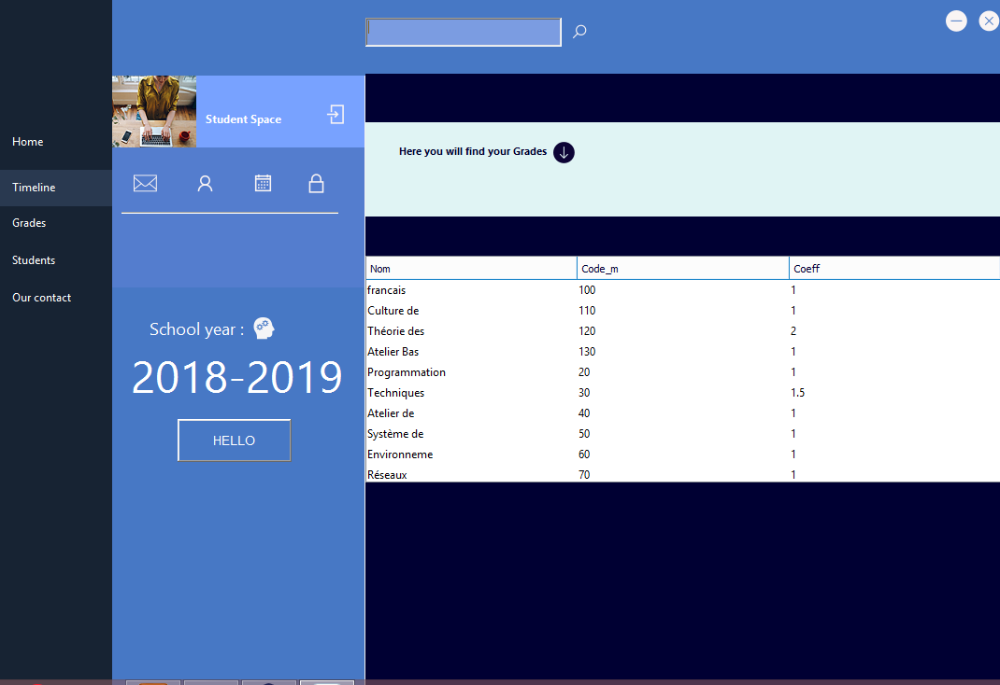 Home
Timeline
Grades
Students
Our contact
Student Space
School year :
2018-2019
HELLO
Here you will find your Grades
Nom Code_m Coeff
francais 100 1
Culture de 110 1
Théorie des 120 2
Atelier Bas 130 1
Programmation 20 1
Techniques 30 1.5
Atelier de 40 1
Système de 50 1
Environneme 60 1
Réseaux 70 1